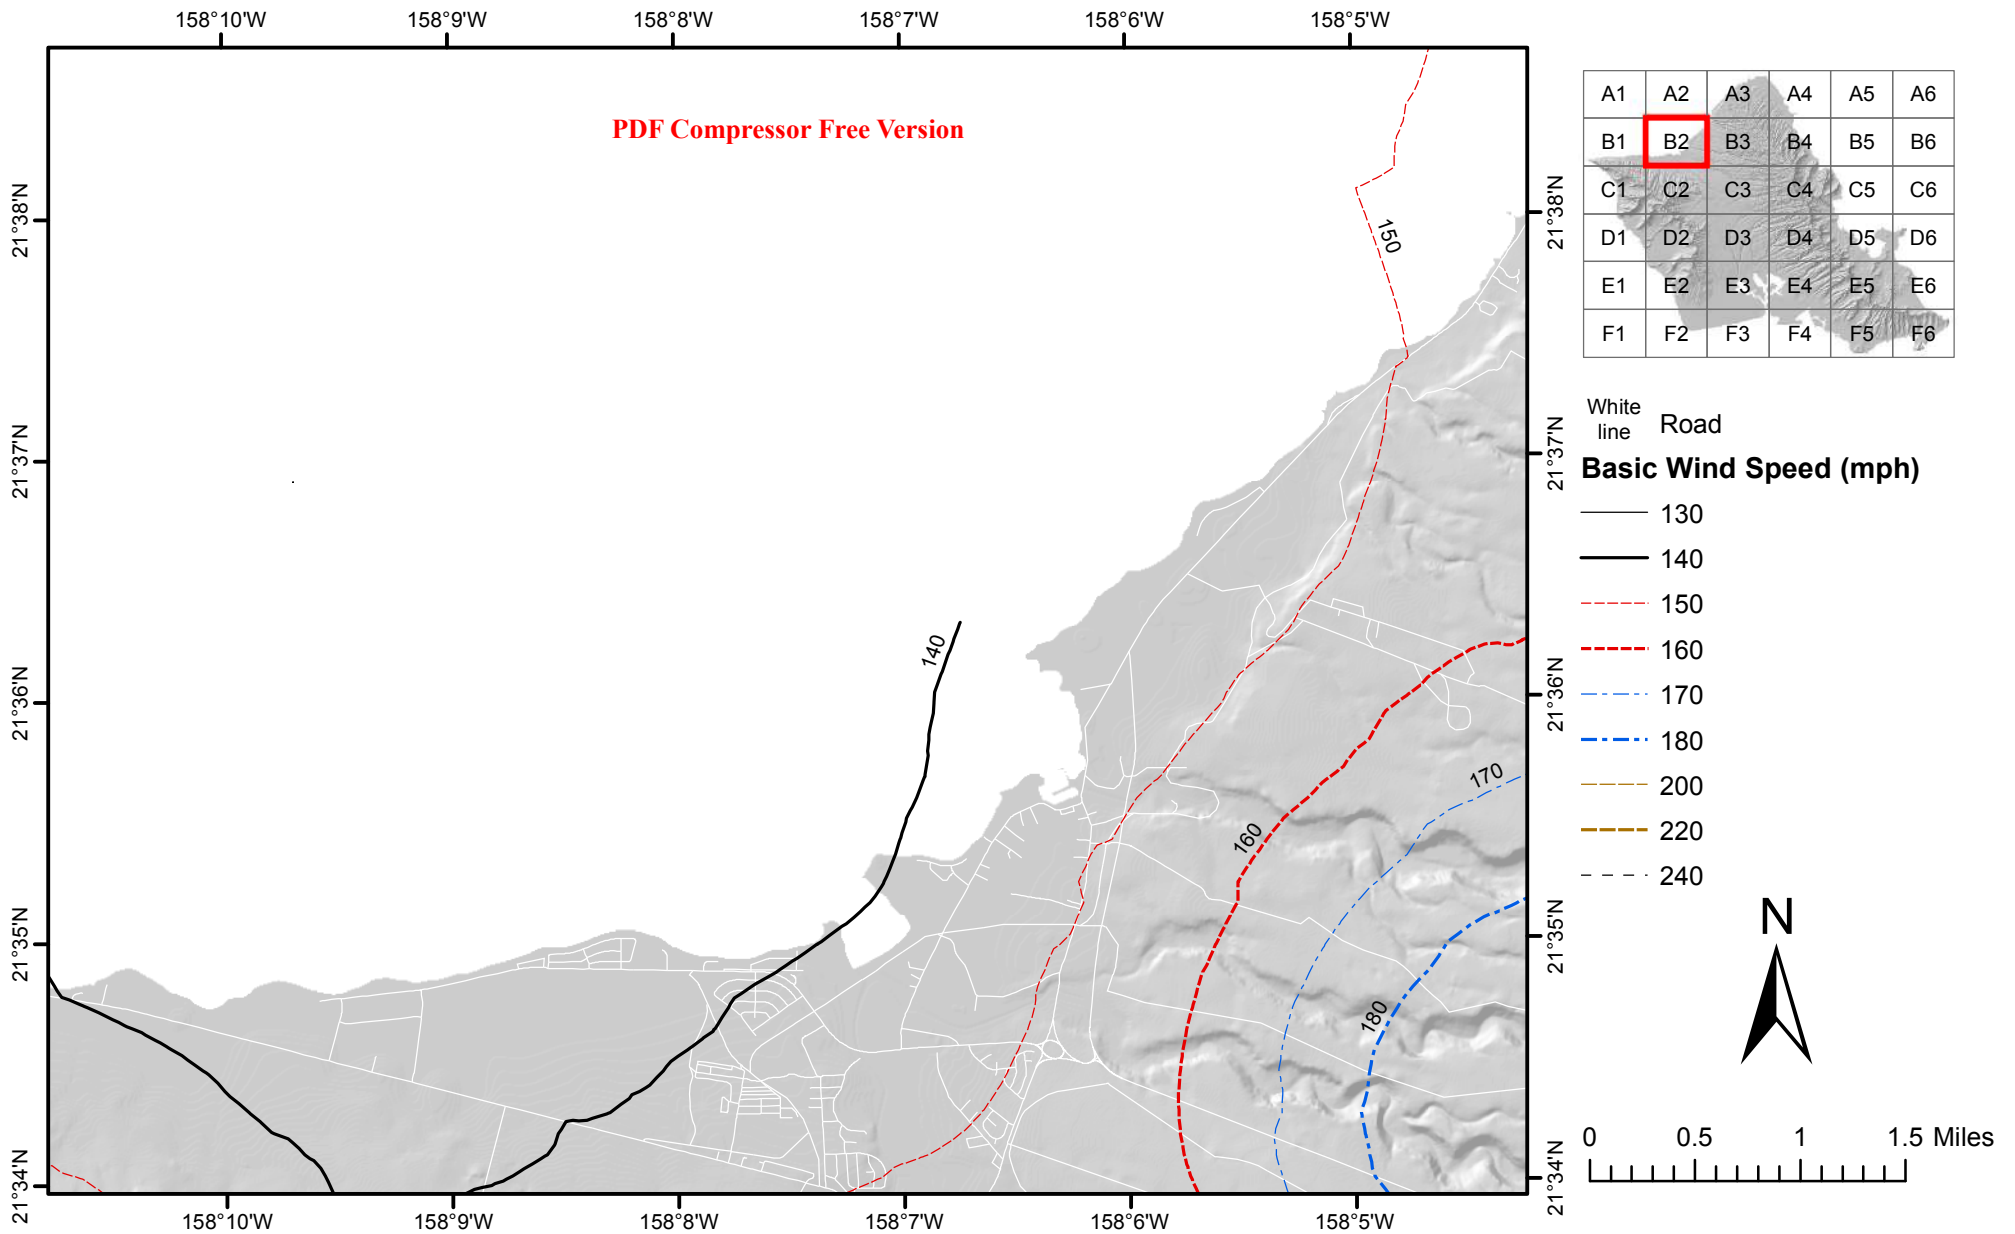 158°10'W 158°9'W 158°8'W 158°7'W 158°6'W 158°5'W
PDF Compressor Free Version
A1 A2 A3 A4 A5 A6
B1 B2 B3 B4 B5 B6
C1 C2 C3 C4 C5 C6
D1 D2 D3 D4 D5 D6
E1 E2 E3 E4 E5 E6
F1 F2 F3 F4 F5 F6
21°38'N
21°38'N
150
White
line
Road
21°37'N
21°37'N
Basic Wind Speed (mph)
130
140
150
160
170
180
200
220
240
140
21°36'N
21°36'N
170
160
21°35'N
21°35'N
180
N
0 0.5 1 1.5 Miles
21°34'N
21°34'N
158°10'W 158°9'W 158°8'W 158°7'W 158°6'W 158°5'W